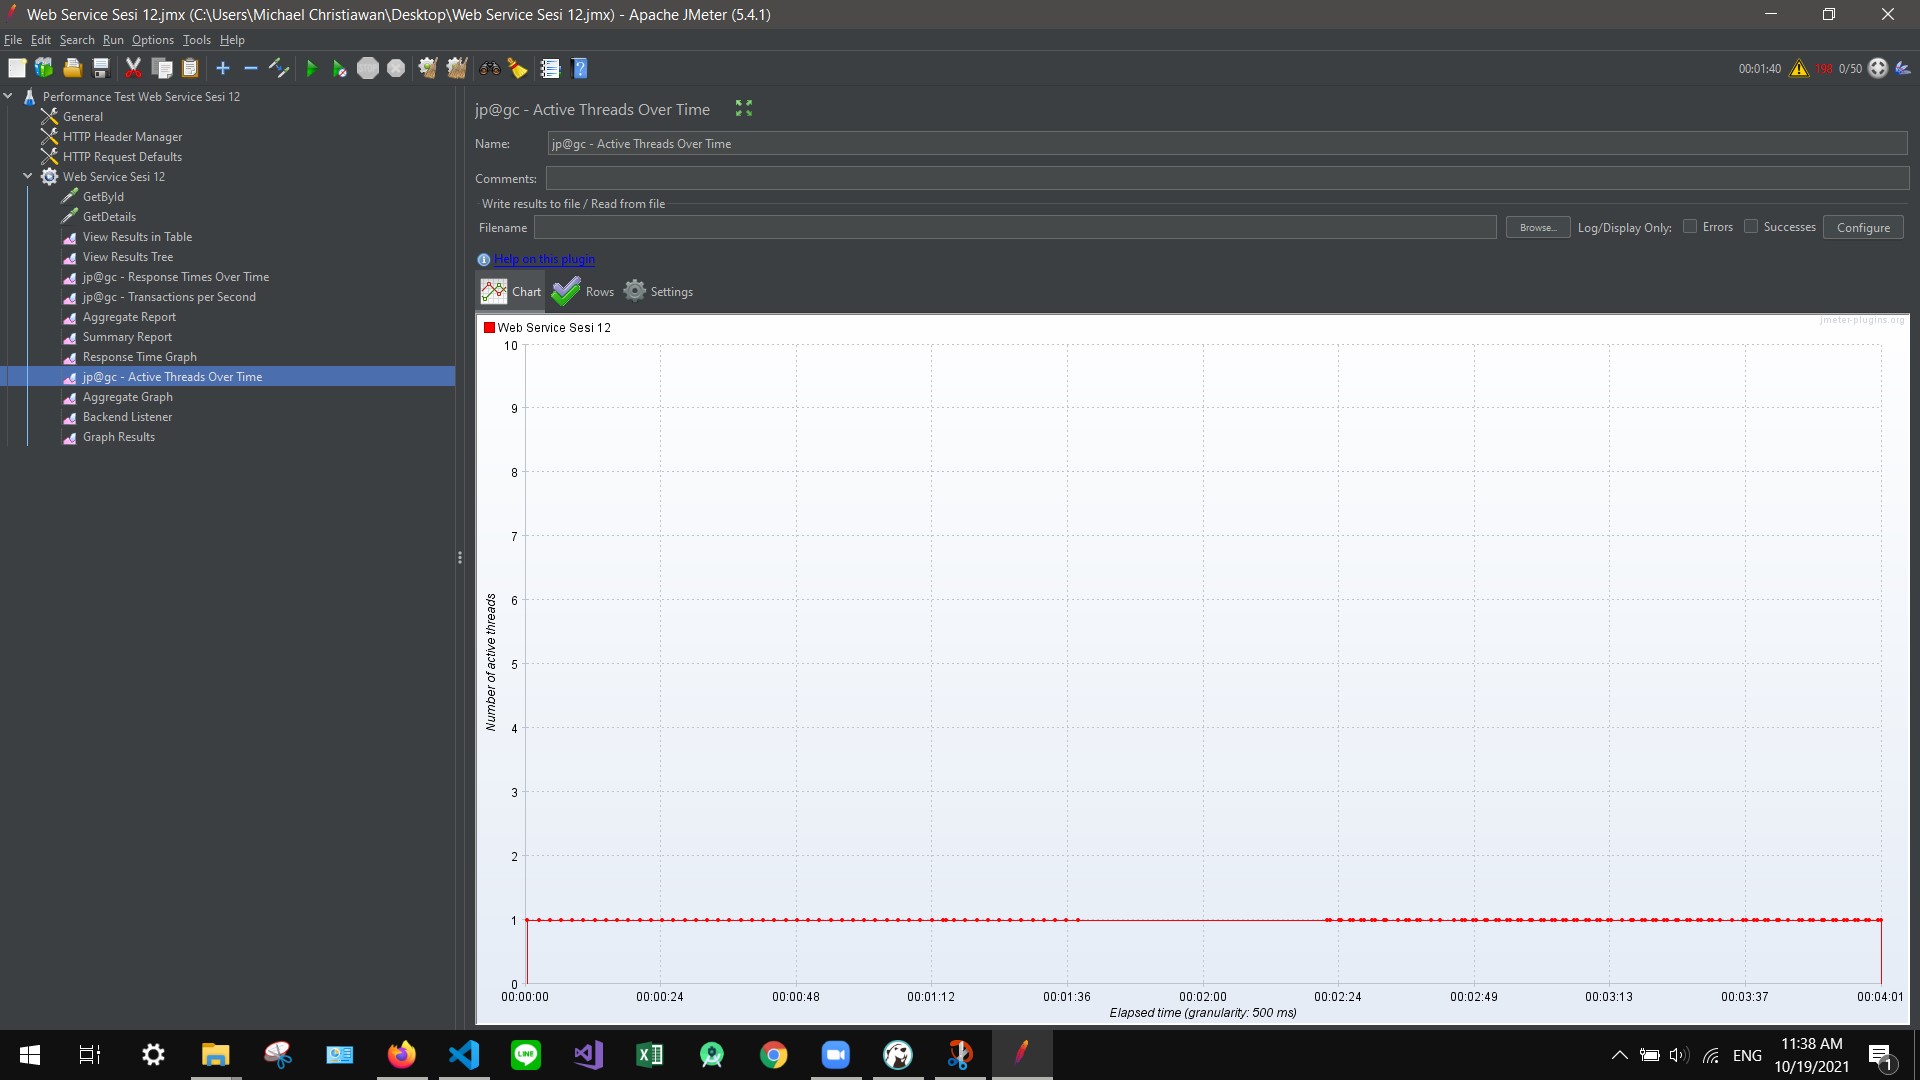 Web Service Sesi 12.jmx (C:\Users\Michael Christiawan\Desktop\Web Service Sesi 12.jmx) - Apache JMeter (5.4.1)
File Edit Search Run Options Tools Help
00:01:40 198 0/50
Performance Test Web Service Sesi 12
General
HTTP Header Manager
HTTP Request Defaults
Web Service Sesi 12
GetById
GetDetails
View Results in Table
View Results Tree
jp@gc - Response Times Over Time
jp@gc - Transactions per Second
Aggregate Report
Summary Report
Response Time Graph
jp@gc - Active Threads Over Time
Aggregate Graph
Backend Listener
Graph Results
jp@gc - Active Threads Over Time
Name: jp@gc - Active Threads Over Time
Comments:
Write results to file / Read from file
Filename Browse... Log/Display Only: Errors Successes Configure
Help on this plugin
Chart Rows Settings
Web Service Sesi 12
jmeter-plugins.org
10
9
8
7
6
5
4
3
2
1
0
Number of active threads
00:00:00 00:00:24 00:00:48 00:01:12 00:01:36 00:02:00 00:02:24 00:02:49 00:03:13 00:03:37 00:04:01
Elapsed time (granularity: 500 ms)
LINE
ENG
11:38 AM
10/19/2021
1